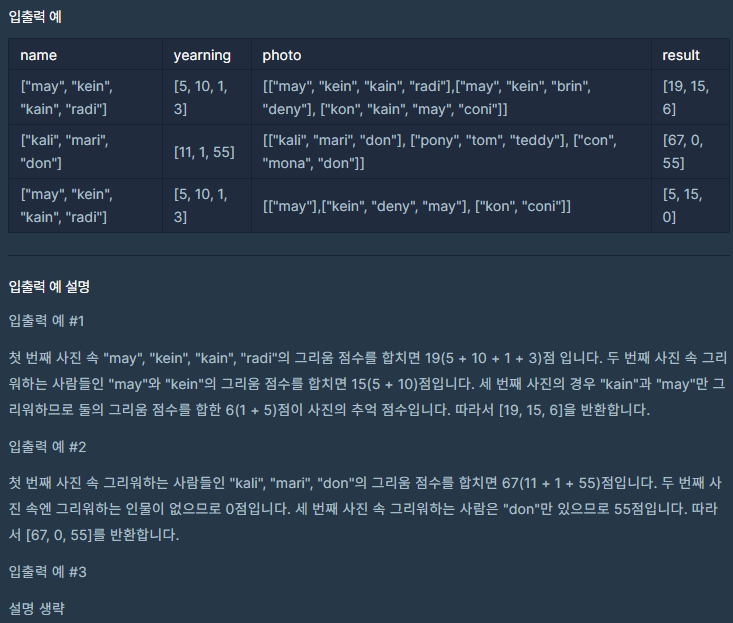 입출력 예
name yearning photo result
["may", "kein", [5, 10, 1, [["may", "kein", "kain", "radi"],["may", "kein", "brin", [19, 15,
"kain", "radi"] 3] "deny"], ["kon", "kain", "may", "coni"]] 6]
["kali", "mari", [11, 1, 55] [["kali", "mari", "don"], ["pony", "tom", "teddy"], ["con", [67, 0,
"don"] "mona", "don"]] 55]
["may", "kein", [5, 10, 1, [["may"],["kein", "deny", "may"], ["kon", "coni"]] [5, 15,
"kain", "radi"] 3] 0]
입출력 예 설명
입출력 예 #1
첫 번째 사진 속 "may", "kein", "kain", "radi"의 그리움 점수를 합치면 19(5 + 10 + 1 + 3)점 입니다. 두 번째 사진 속 그리
워하는 사람들인 "may"와 "kein"의 그리움 점수를 합치면 15(5 + 10)점입니다. 세 번째 사진의 경우 "kain"과 "may"만 그
리워하므로 둘의 그리움 점수를 합한 6(1 + 5)점이 사진의 추억 점수입니다. 따라서 [19, 15, 6]을 반환합니다.
입출력 예 #2
첫 번째 사진 속 그리워하는 사람들인 "kali", "mari", "don"의 그리움 점수를 합치면 67(11 + 1 + 55)점입니다. 두 번째 사
진 속엔 그리워하는 인물이 없으므로 0점입니다. 세 번째 사진 속 그리워하는 사람은 "don"만 있으므로 55점입니다. 따라
서 [67, 0, 55]를 반환합니다.
입출력 예 #3
설명 생략